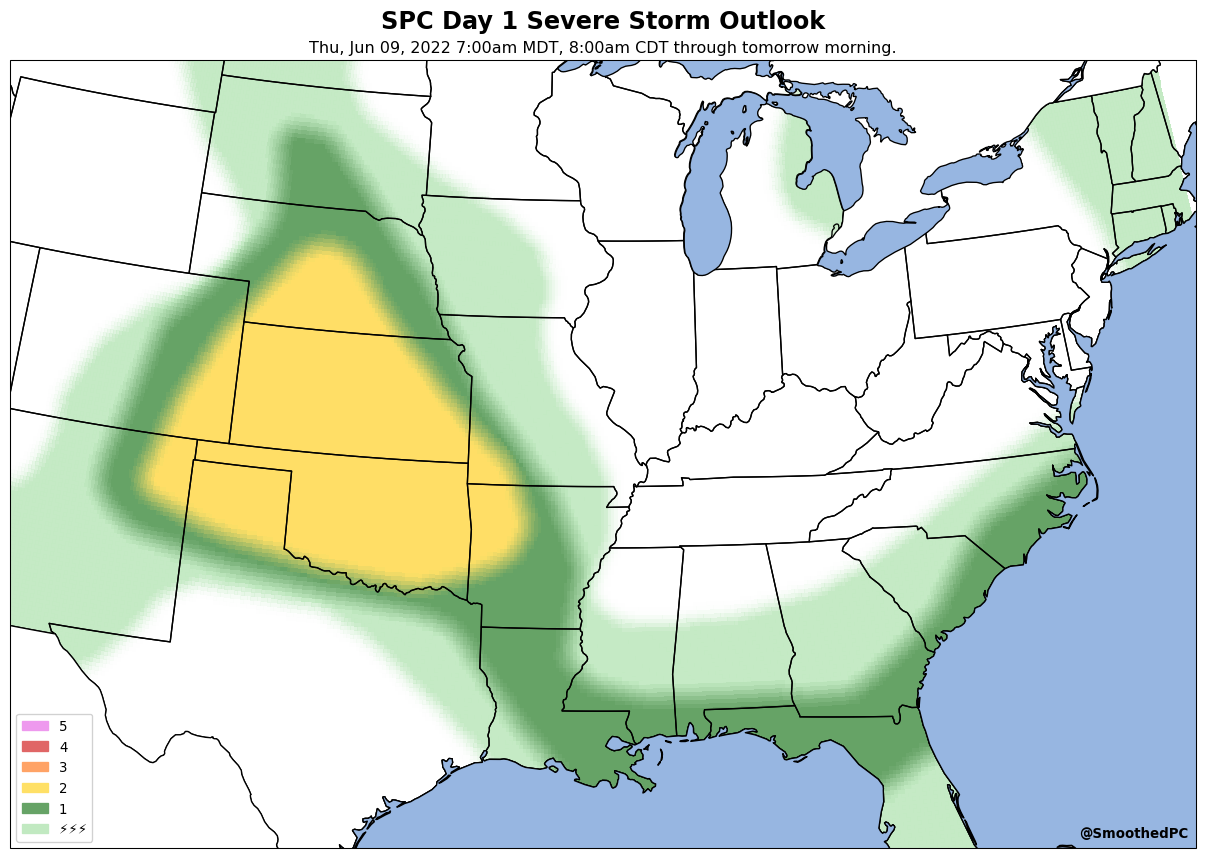 SPC Day 1 Severe Storm Outlook
Thu, Jun 09, 2022 7:00am MDT, 8:00am CDT through tomorrow morning.
5
4
3
2
1
⚡⚡⚡
@SmoothedPC